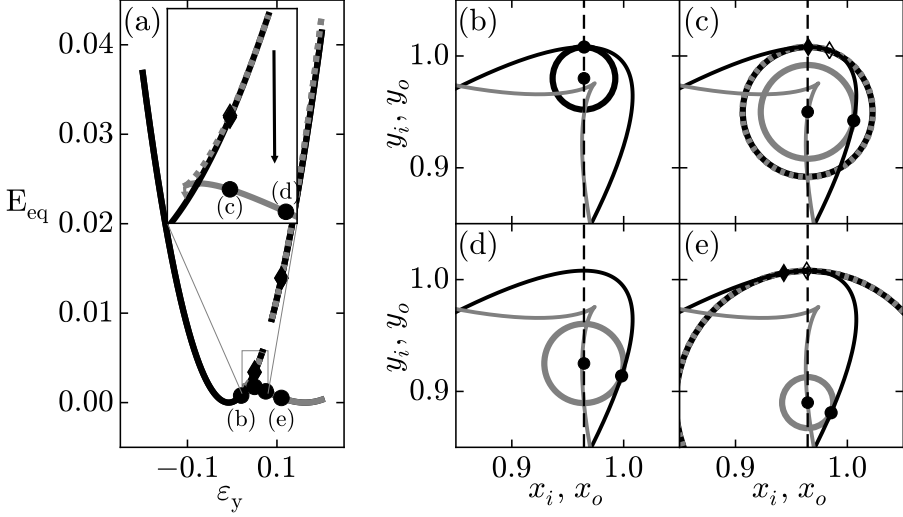 (a)
0.04
0.03
E_eq
0.02
0.01
0.00
−0.1
0.1
ε_y
(c)
(d)
(b)
(e)
(b)
1.0
0.9
y_i, y_o
(c)
(d)
1.0
0.9
y_i, y_o
0.9
1.0
x_i, x_o
(e)
0.9
1.0
x_i, x_o